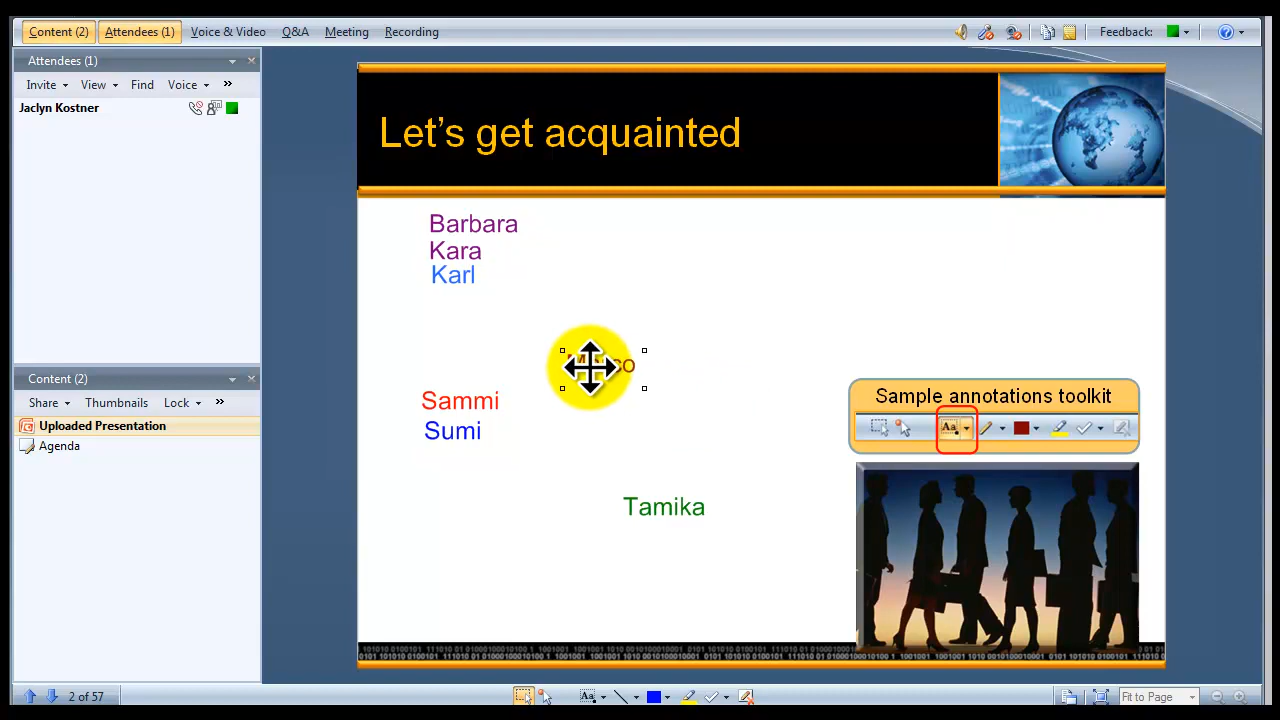 Content (2) Attendees (1) Voice & Video Q&A Meeting Recording Feedback:
Attendees (1)
Invite View Find Voice »
Jaclyn Kostner
Content (2)
Share Thumbnails Lock »
Uploaded Presentation
Agenda
Let's get acquainted
Barbara
Kara
Karl
Sammi
Sumi
Tamika
Sample annotations toolkit
Aa
2 of 57
Aa
Fit to Page